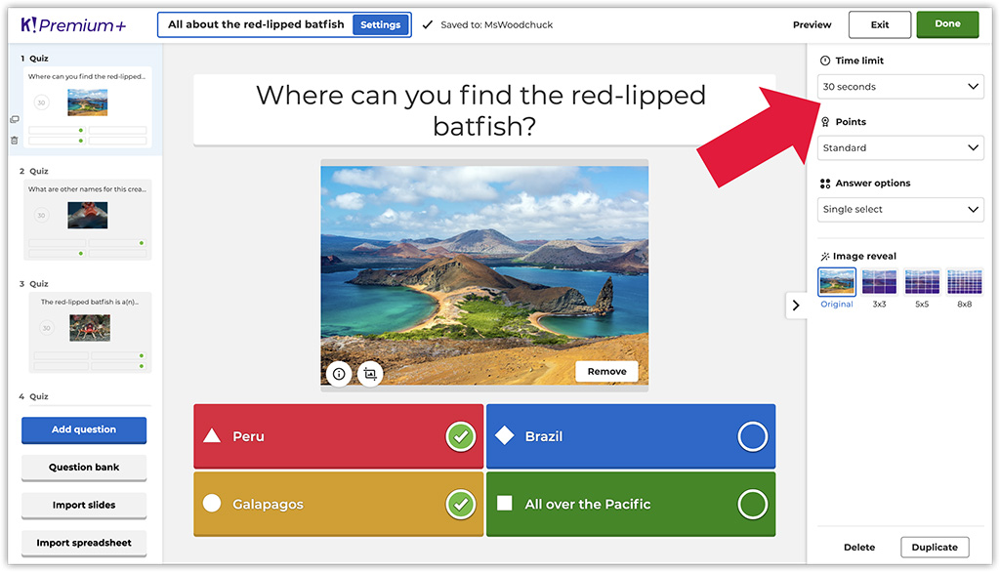 K! Premium+
All about the red-lipped batfish
Settings
Saved to: MsWoodchuck
Preview
Exit
Done
1 Quiz
Where can you find the red-lipped...
30
2 Quiz
What are other names for this crea...
30
3 Quiz
The red-lipped batfish is a(n)...
30
4 Quiz
Add question
Question bank
Import slides
Import spreadsheet
Where can you find the red-lipped
batfish?
Remove
Peru
Brazil
Galapagos
All over the Pacific
Time limit
30 seconds
Points
Standard
Answer options
Single select
Image reveal
Original
3x3
5x5
8x8
Delete
Duplicate